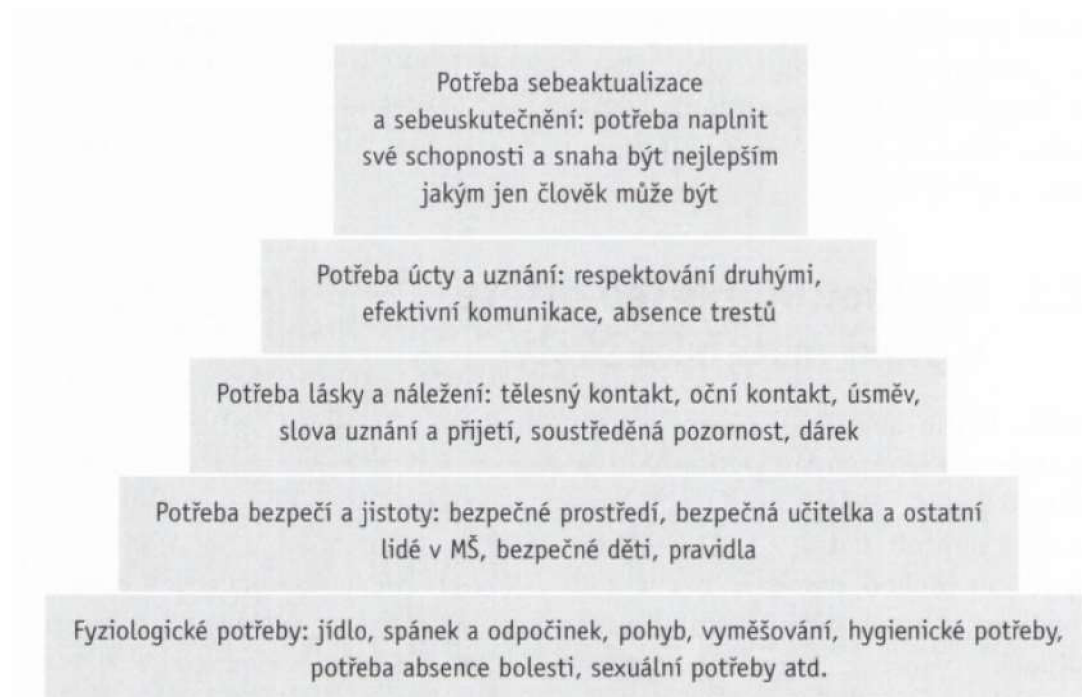 Potřeba sebeaktualizace
a sebeuskutečnění: potřeba naplnit
své schopnosti a snaha být nejlepším
jakým jen člověk může být
Potřeba úcty a uznání: respektování druhými,
efektivní komunikace, absence trestů
Potřeba lásky a náležení: tělesný kontakt, oční kontakt, úsměv,
slova uznání a přijetí, soustředěná pozornost, dárek
Potřeba bezpečí a jistoty: bezpečné prostředí, bezpečná učitelka a ostatní
lidé v MŠ, bezpečné děti, pravidla
Fyziologické potřeby: jídlo, spánek a odpočinek, pohyb, vyměšování, hygienické potřeby,
potřeba absence bolesti, sexuální potřeby atd.